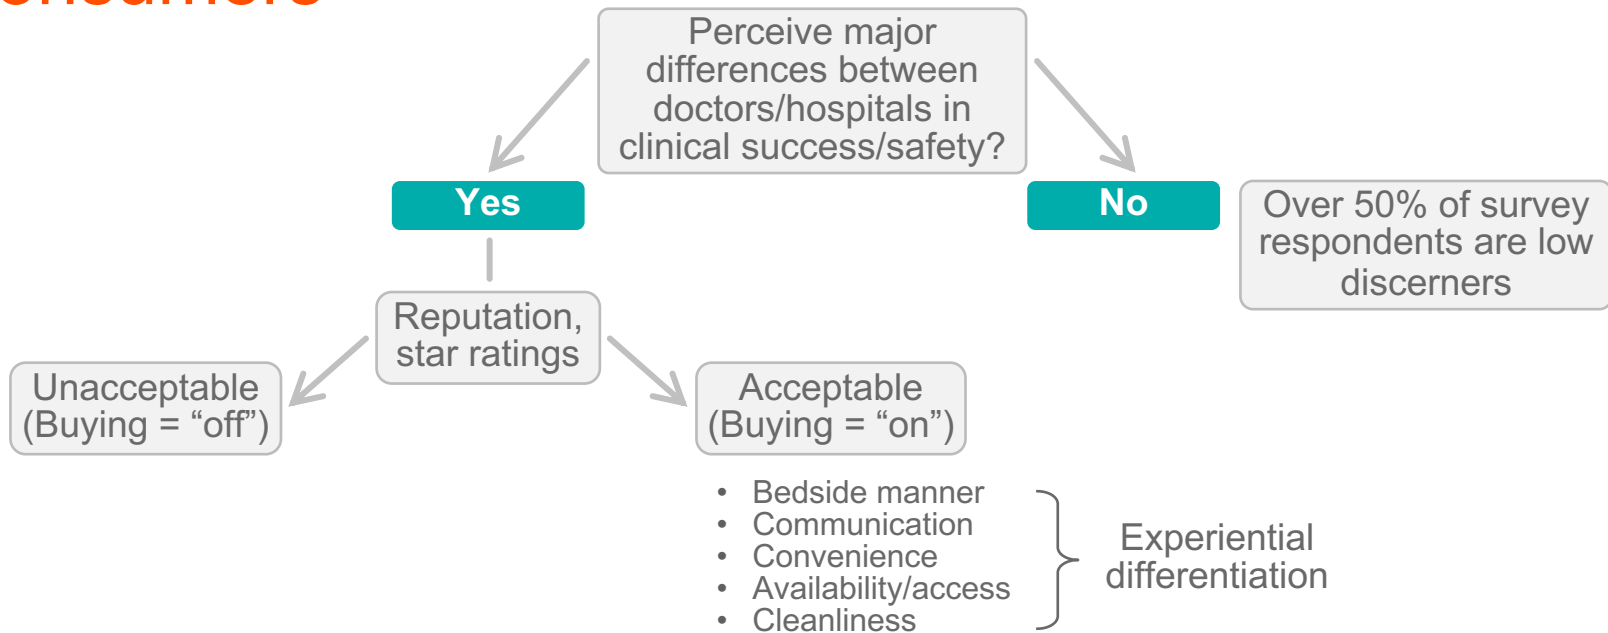 Perceive major
differences between
doctors/hospitals in
clinical success/safety?
Yes
No
Over 50% of survey
respondents are low
discerners
Reputation,
star ratings
Unacceptable
(Buying = “off”)
Acceptable
(Buying = “on”)
• Bedside manner
• Communication
• Convenience
• Availability/access
• Cleanliness
Experiential
differentiation